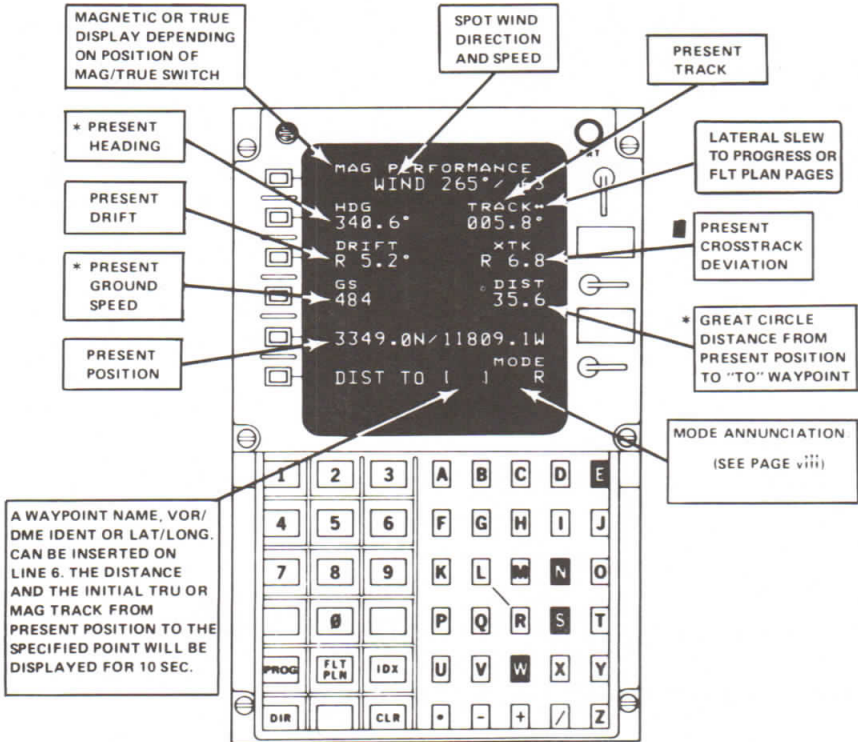 MAGNETIC OR TRUE
DISPLAY DEPENDING
ON POSITION OF
MAG/TRUE SWITCH
SPOT WIND
DIRECTION
AND SPEED
PRESENT
TRACK
* PRESENT
HEADING
LATERAL SLEW
TO PROGRESS OR
FLT PLAN PAGES
PRESENT
DRIFT
PRESENT
CROSSTRACK
DEVIATION
* PRESENT
GROUND
SPEED
* GREAT CIRCLE
DISTANCE FROM
PRESENT POSITION
TO "TO" WAYPOINT
PRESENT
POSITION
MODE ANNUNCIATION.
(SEE PAGE viii)
A WAYPOINT NAME, VOR/
DME IDENT OR LAT/LONG.
CAN BE INSERTED ON
LINE 6. THE DISTANCE
AND THE INITIAL TRU OR
MAG TRACK FROM
PRESENT POSITION TO THE
SPECIFIED POINT WILL BE
DISPLAYED FOR 10 SEC.
MAG PERFORMANCE
WIND 265°/ 63
HDG TRACK↔
340.6° 005.8°
DRIFT XTK
R 5.2° R 6.8
GS DIST
484 35.6
3349.0N/11809.1W
MODE
DIST TO [ ] R
1 2 3 A B C D E
4 5 6 F G H I J
7 8 9 K L M N O
Ø P Q R S T
PROG FLT PLN IDX U V W X Y
DIR CLR • - + / Z